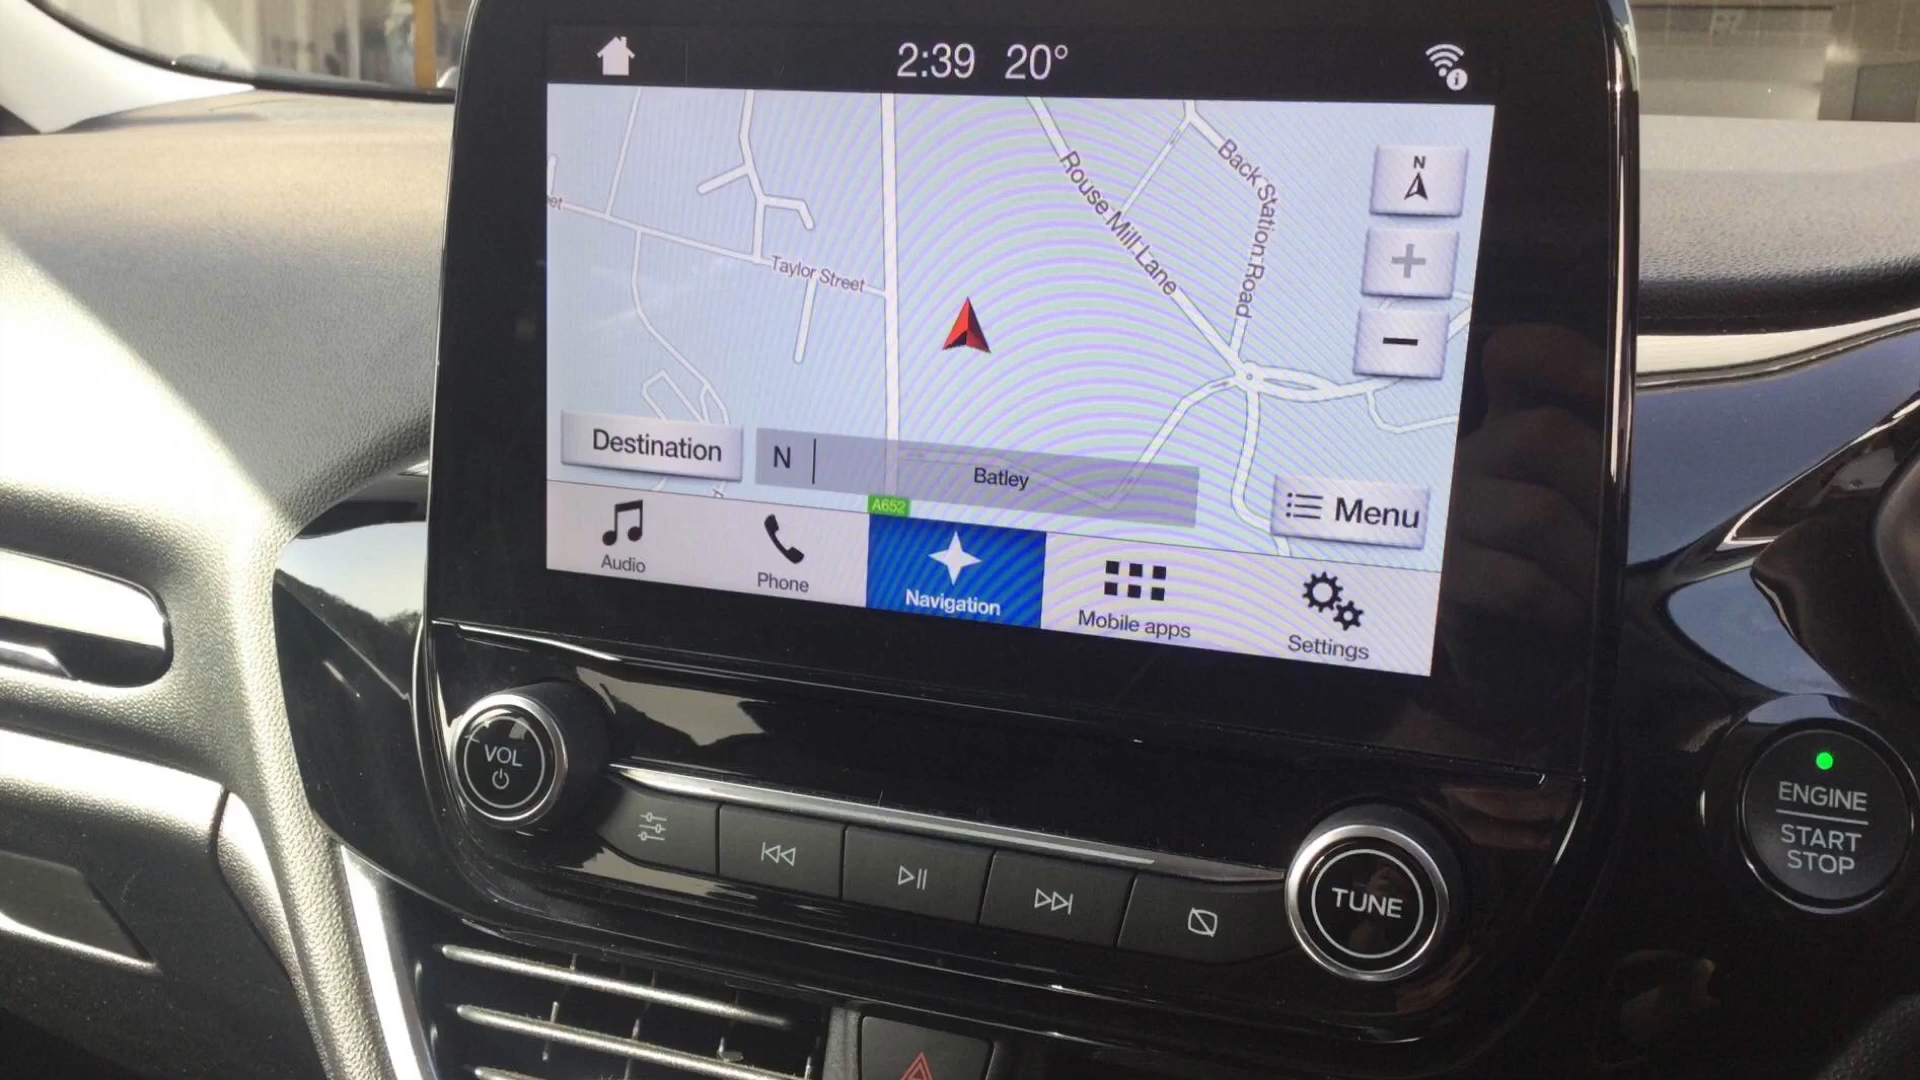 2:39 20°
N
Back Station Road
Rouse Mill Lane
et
Taylor Street
+
−
Destination
N
Batley
A652
Menu
Audio
Phone
Navigation
Mobile apps
Settings
i
VOL
TUNE
ENGINE
START
STOP